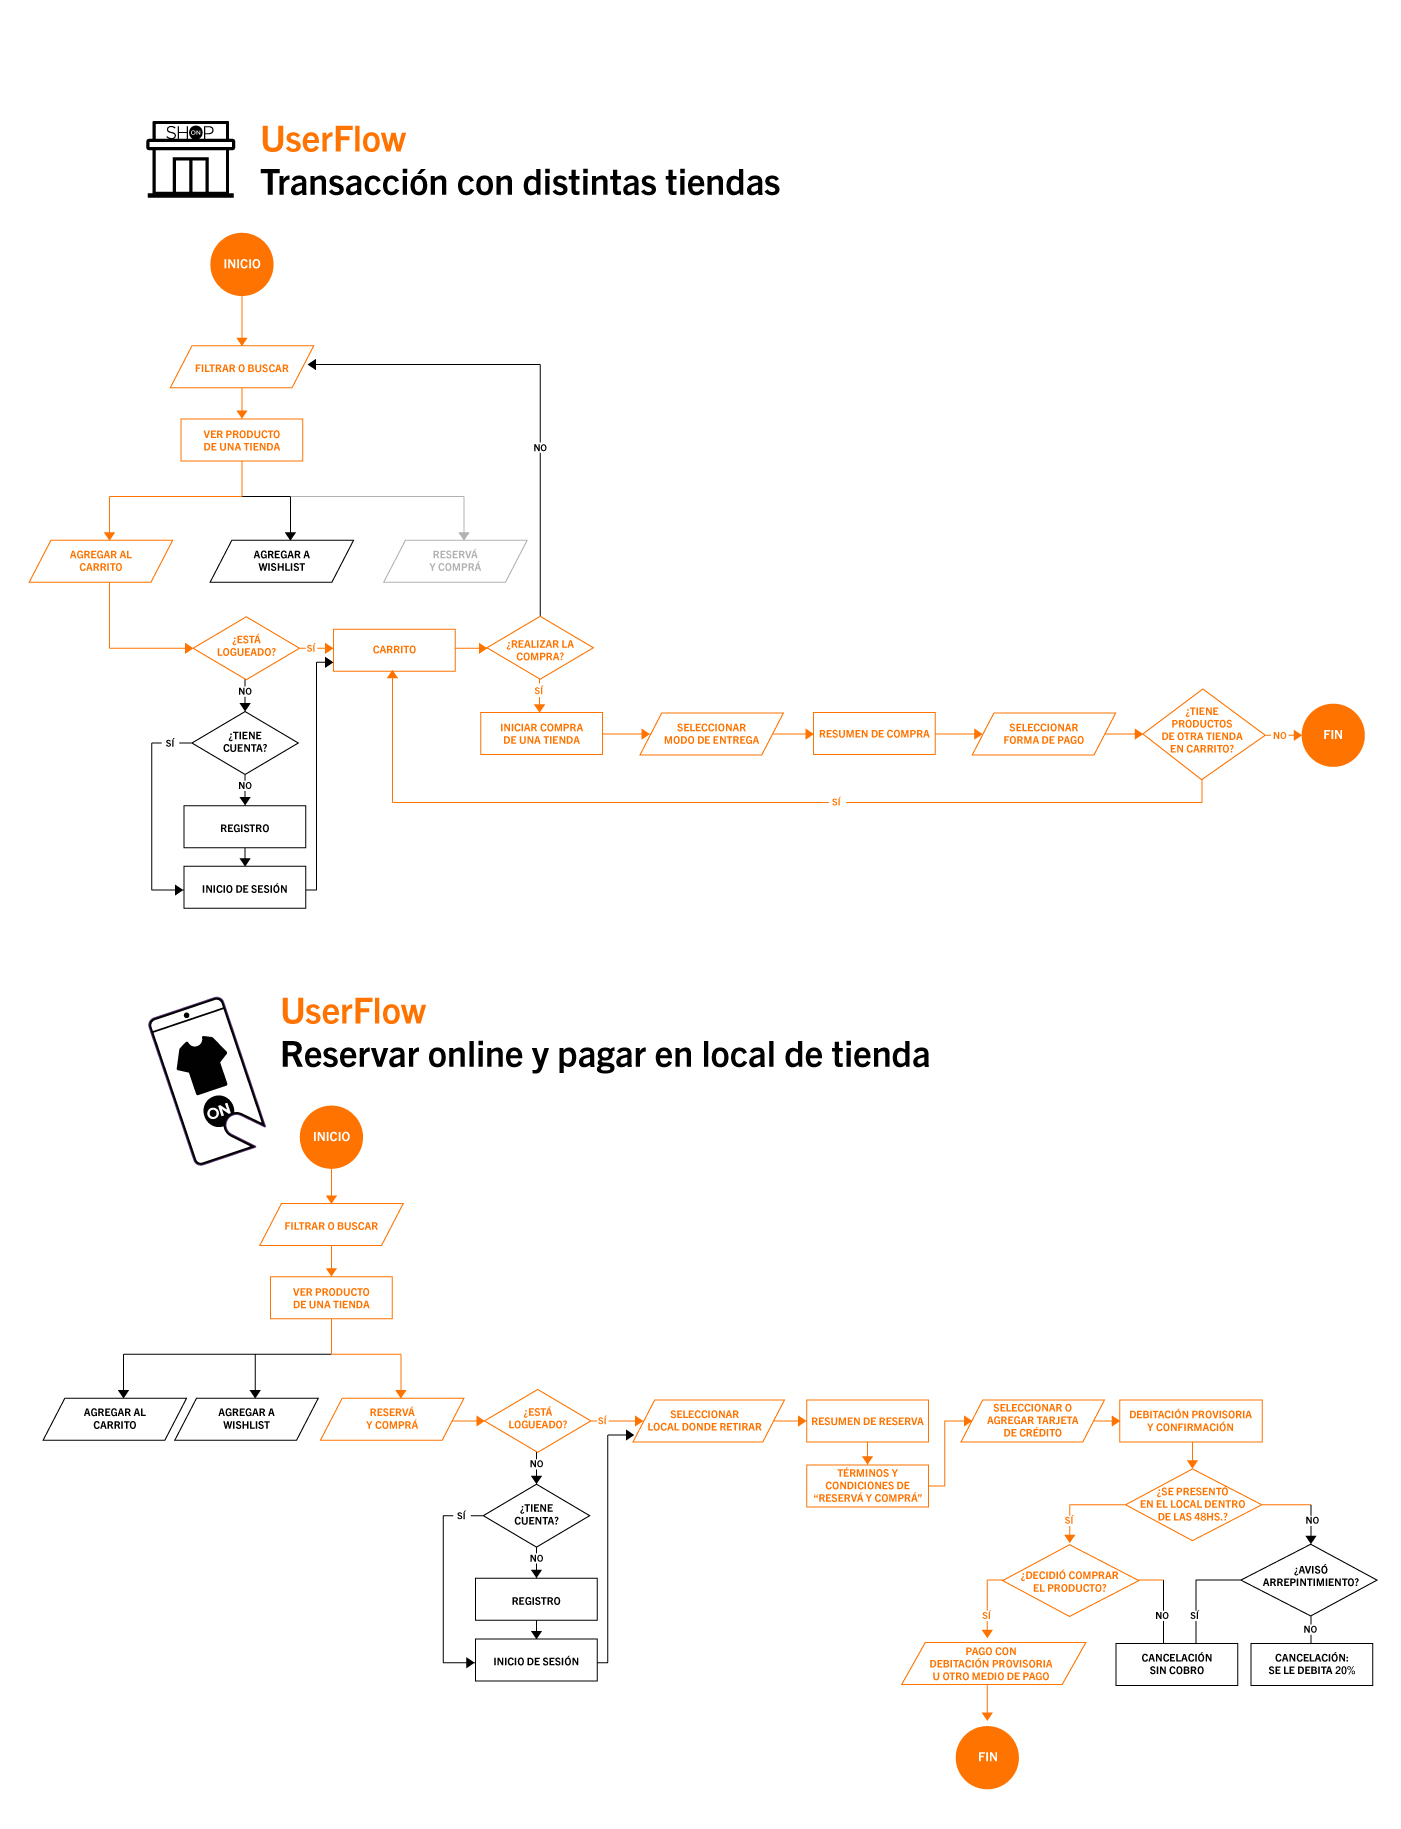 SHONP
UserFlow
Transacción con distintas tiendas
INICIO
FILTRAR O BUSCAR
VER PRODUCTO
DE UNA TIENDA
NO
AGREGAR AL
CARRITO
AGREGAR A
WISHLIST
RESERVÁ
Y COMPRÁ
¿ESTÁ
LOGUEADO?
SÍ
CARRITO
¿REALIZAR LA
COMPRA?
NO
SÍ
¿TIENE
CUENTA?
SÍ
NO
REGISTRO
INICIO DE SESIÓN
INICIAR COMPRA
DE UNA TIENDA
SELECCIONAR
MODO DE ENTREGA
RESUMEN DE COMPRA
SELECCIONAR
FORMA DE PAGO
¿TIENE
PRODUCTOS
DE OTRA TIENDA
EN CARRITO?
NO
FIN
SÍ
UserFlow
Reservar online y pagar en local de tienda
ON
INICIO
FILTRAR O BUSCAR
VER PRODUCTO
DE UNA TIENDA
AGREGAR AL
CARRITO
AGREGAR A
WISHLIST
RESERVÁ
Y COMPRÁ
¿ESTÁ
LOGUEADO?
SÍ
NO
¿TIENE
CUENTA?
SÍ
NO
REGISTRO
INICIO DE SESIÓN
SELECCIONAR
LOCAL DONDE RETIRAR
RESUMEN DE RESERVA
TÉRMINOS Y
CONDICIONES DE
“RESERVÁ Y COMPRÁ”
SELECCIONAR O
AGREGAR TARJETA
DE CRÉDITO
DEBITACIÓN PROVISORIA
Y CONFIRMACIÓN
¿SE PRESENTÓ
EN EL LOCAL DENTRO
DE LAS 48HS.?
SÍ
NO
¿DECIDIÓ COMPRAR
EL PRODUCTO?
¿AVISÓ
ARREPINTIMIENTO?
SÍ
NO
SÍ
NO
PAGO CON
DEBITACIÓN PROVISORIA
U OTRO MEDIO DE PAGO
CANCELACIÓN
SIN COBRO
CANCELACIÓN:
SE LE DEBITA 20%
FIN